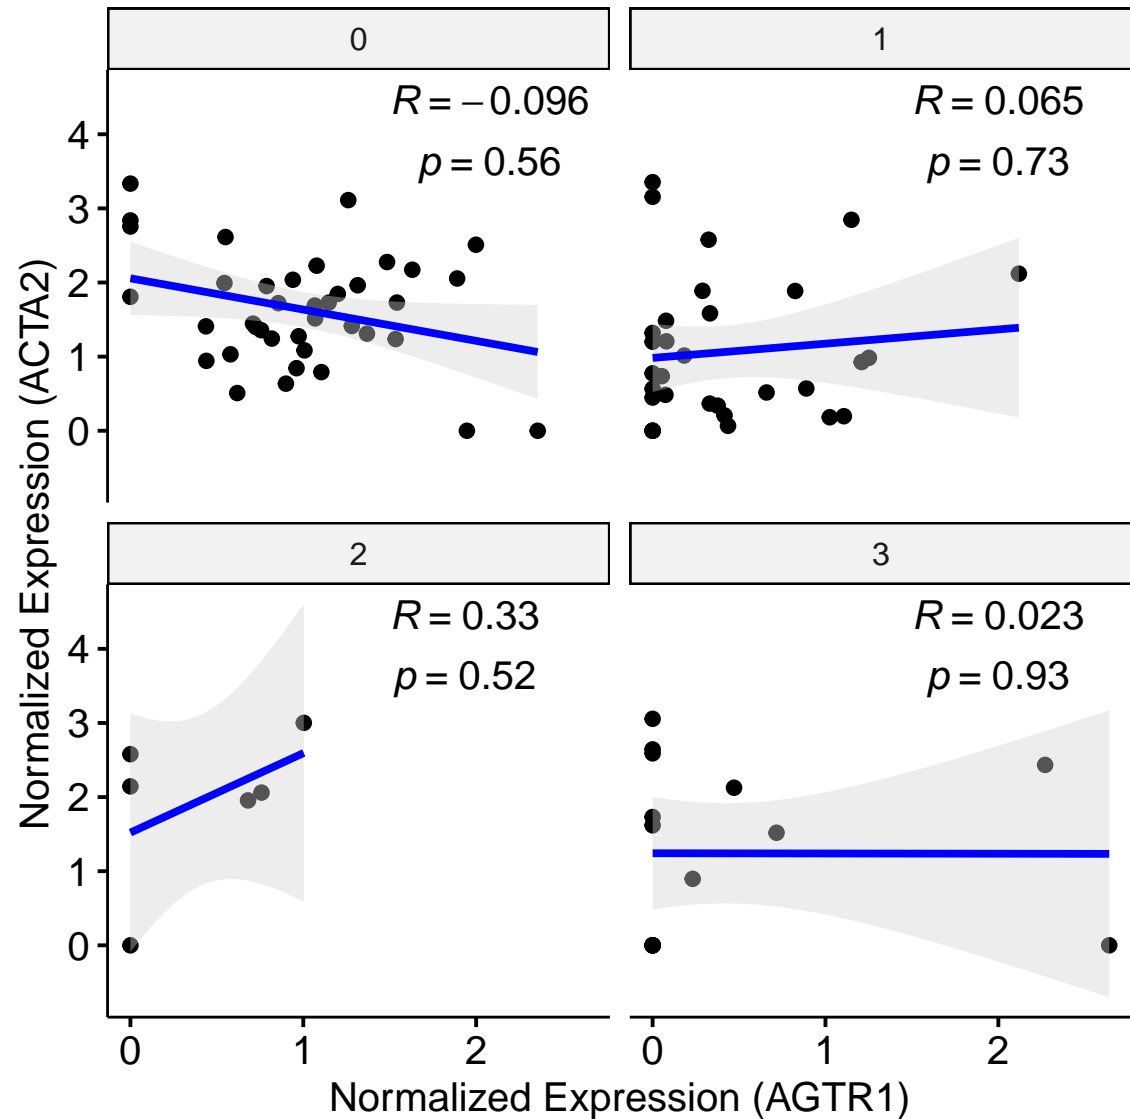 0
1
R = −0.096
p = 0.56
R = 0.065
p = 0.73
4
3
2
1
0
Normalized Expression (ACTA2)
2
3
R = 0.33
p = 0.52
R = 0.023
p = 0.93
4
3
2
1
0
0 1 2
0 1 2
Normalized Expression (AGTR1)